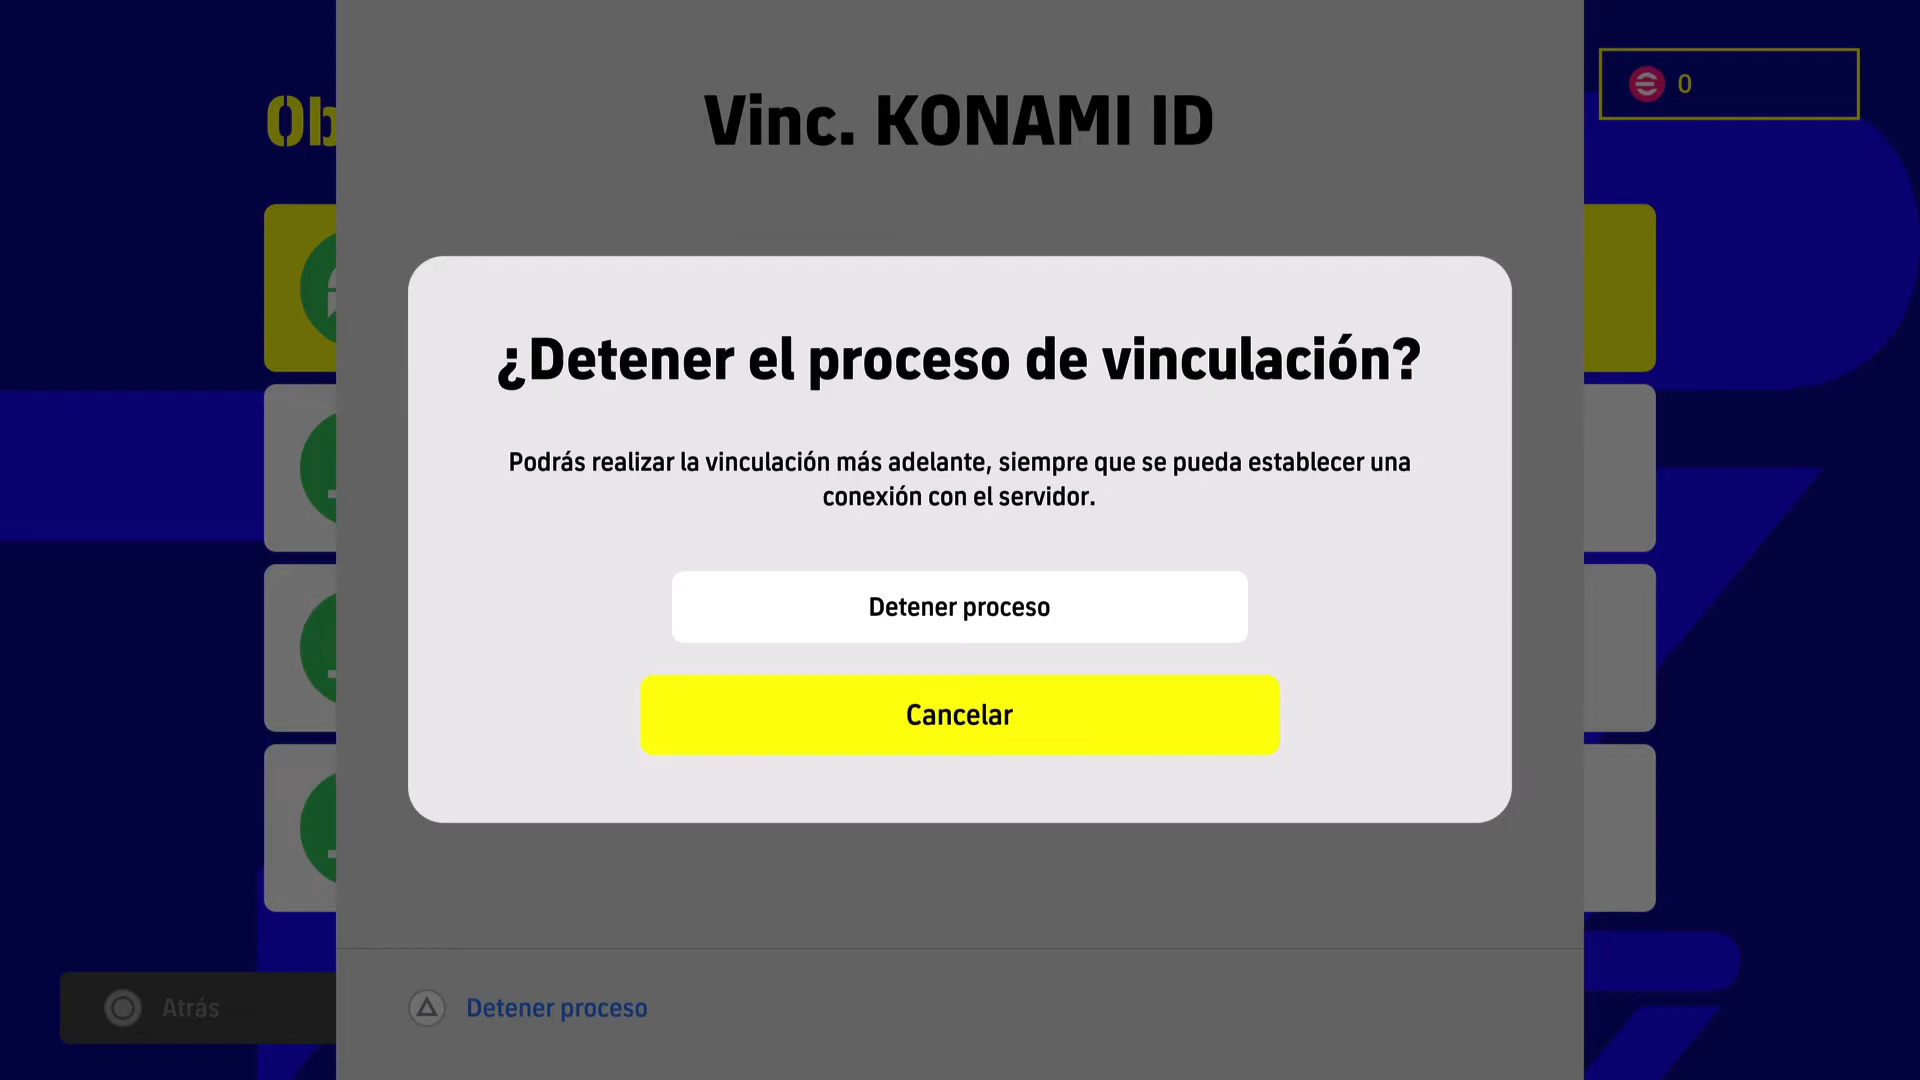 Vinc. KONAMI ID
0
Ob
¿Detener el proceso de vinculación?
Podrás realizar la vinculación más adelante, siempre que se pueda establecer una
conexión con el servidor.
Detener proceso
Cancelar
Atrás
Detener proceso